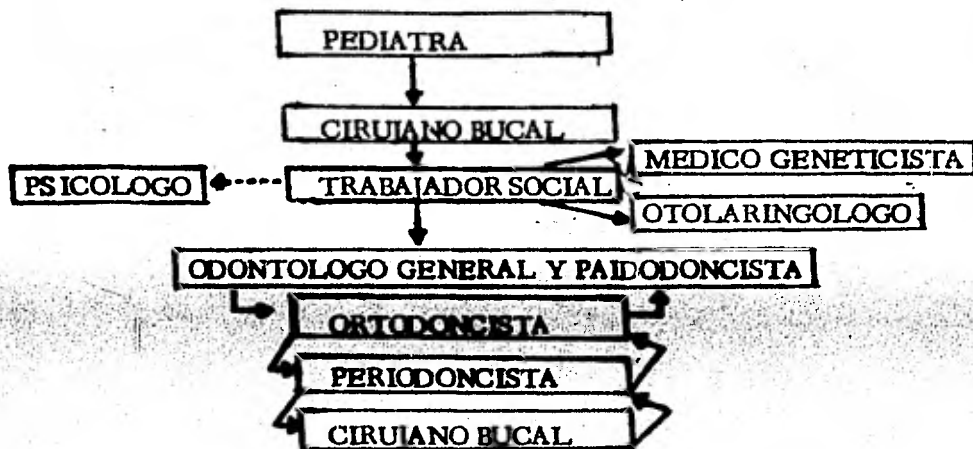 PEDIATRA
CIRUJANO BUCAL
MEDICO GENETICISTA
PSICOLOGO
TRABAJADOR SOCIAL
OTOLARINGOLOGO
ODONTOLOGO GENERAL Y PAIDODONCISTA
ORTODONCISTA
PERIODONCISTA
CIRUJANO BUCAL